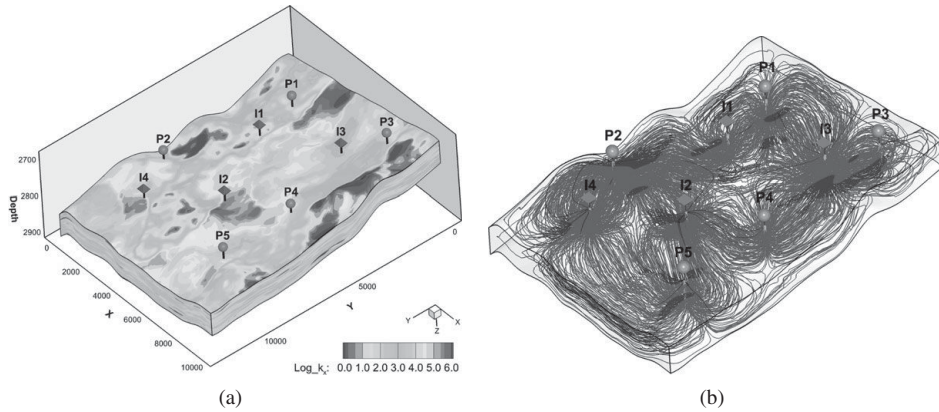 P1
I1
P3
I3
P2
I4
I2
P4
P5
2700
2800
2900
Depth
0
2000
4000
6000
8000
10000
X
0
5000
10000
Y
Y X
Z
Log_kx: 0.0 1.0 2.0 3.0 4.0 5.0 6.0
(a)
P1
I1
P3
I3
P2
I4
I2
P4
P5
(b)